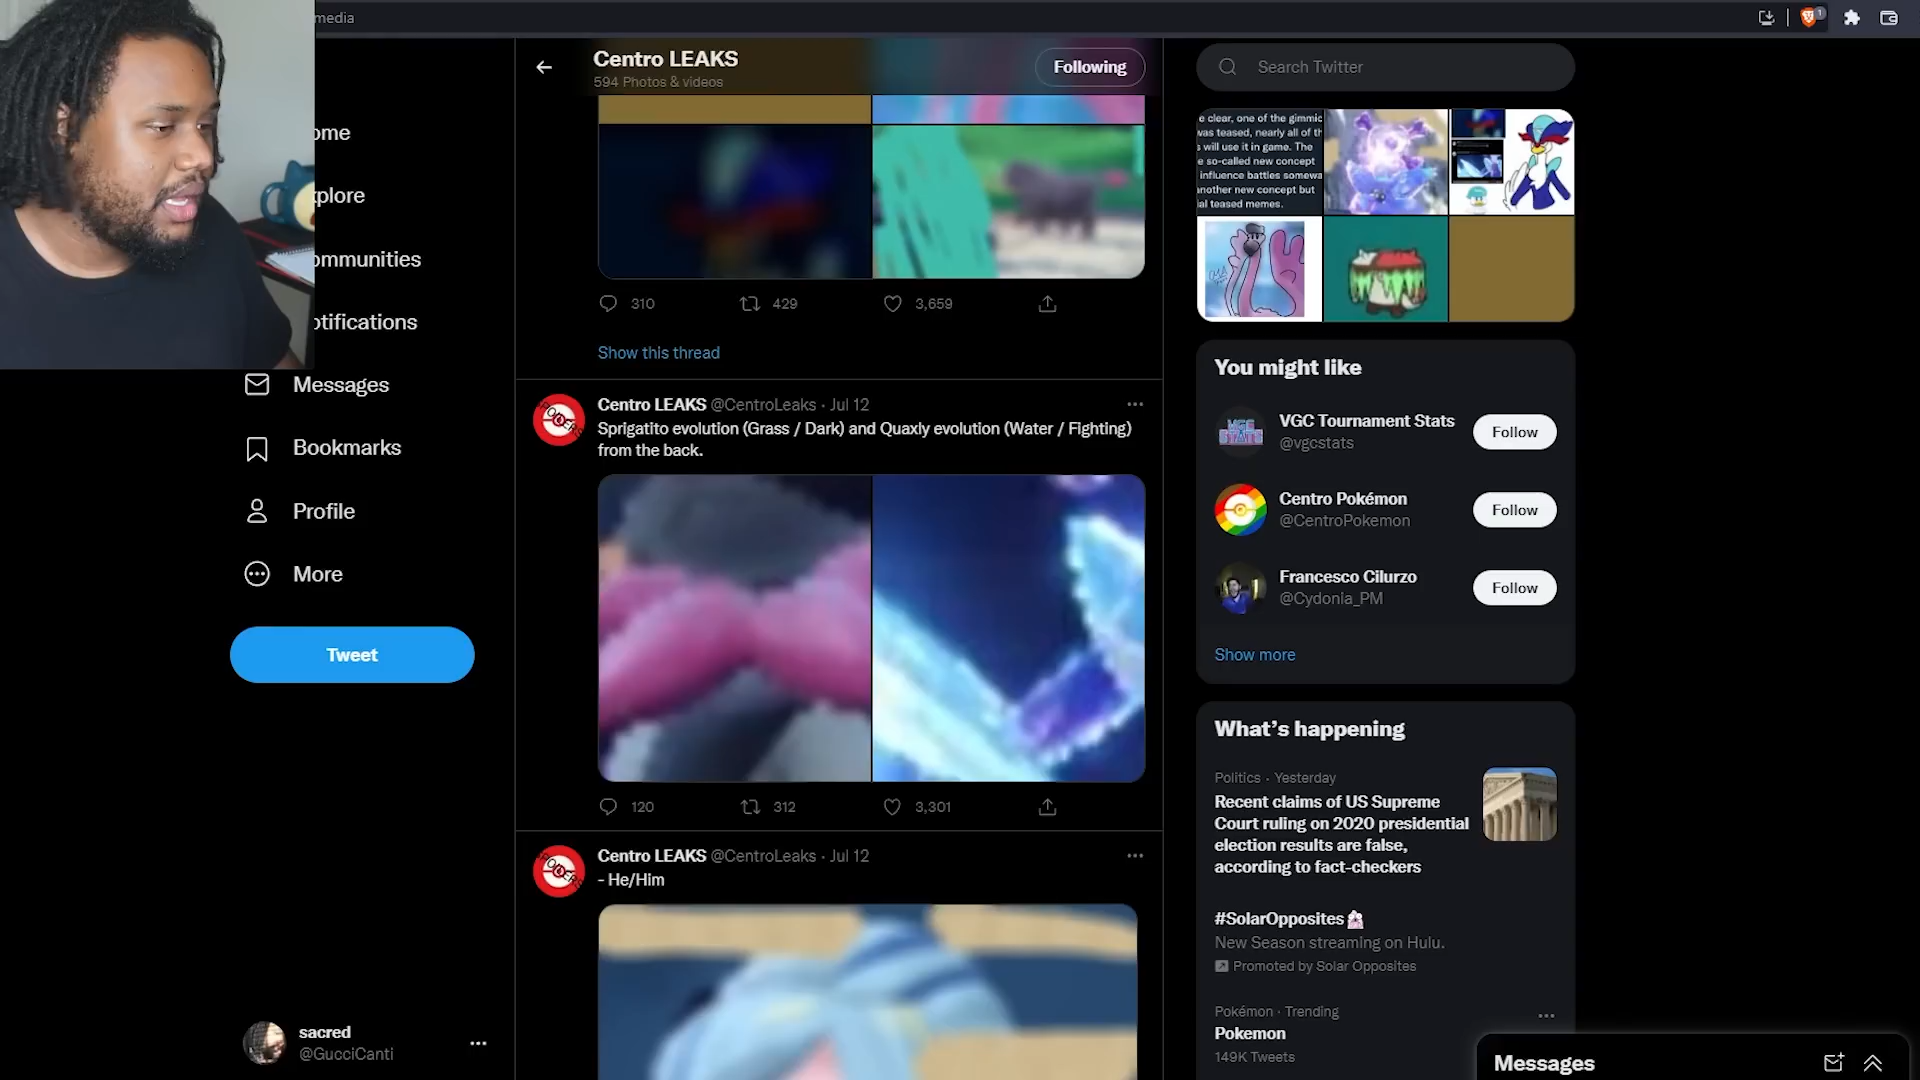 media
Centro LEAKS
594 Photos & videos
Following
Search Twitter
ome
xplore
ommunities
otifications
Messages
Bookmarks
Profile
More
Tweet
sacred
@GucciCanti
310
429
3,659
Show this thread
Centro LEAKS @CentroLeaks · Jul 12
Sprigatito evolution (Grass / Dark) and Quaxly evolution (Water / Fighting)
from the back.
120
312
3,301
Centro LEAKS @CentroLeaks · Jul 12
- He/Him
e clear, one of the gimmic
was teased, nearly all of th
s will use it in game. The
e so-called new concept
influence battles somewa
another new concept but
al teased memes.
You might like
VGC Tournament Stats
@vgcstats
Follow
Centro Pokémon
@CentroPokemon
Follow
Francesco Cilurzo
@Cydonia_PM
Follow
Show more
What's happening
Politics · Yesterday
Recent claims of US Supreme
Court ruling on 2020 presidential
election results are false,
according to fact-checkers
#SolarOpposites
New Season streaming on Hulu.
Promoted by Solar Opposites
Pokémon · Trending
Pokemon
149K Tweets
Messages